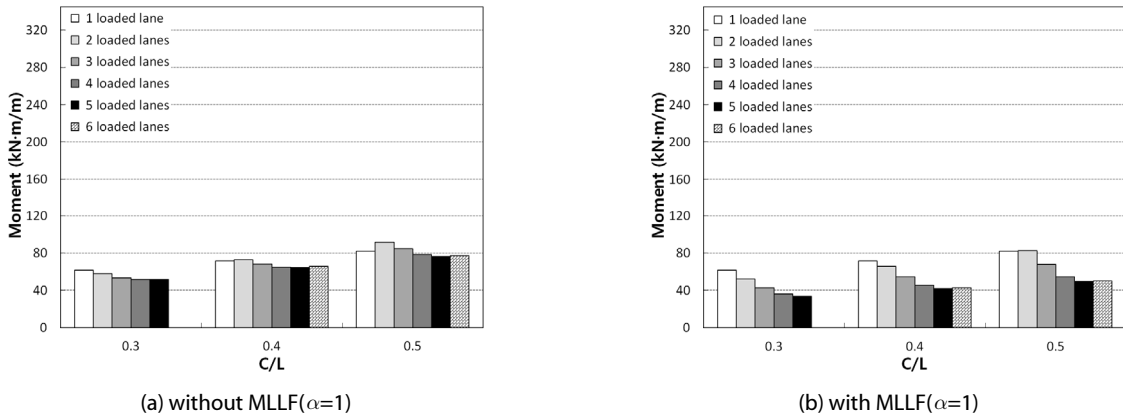 Moment (kN·m/m)
320
280
240
200
160
120
80
40
0
1 loaded lane
2 loaded lanes
3 loaded lanes
4 loaded lanes
5 loaded lanes
6 loaded lanes
0.3
0.4
0.5
C/L
(a) without MLLF(α=1)
Moment (kN·m/m)
320
280
240
200
160
120
80
40
0
1 loaded lane
2 loaded lanes
3 loaded lanes
4 loaded lanes
5 loaded lanes
6 loaded lanes
0.3
0.4
0.5
C/L
(b) with MLLF(α=1)